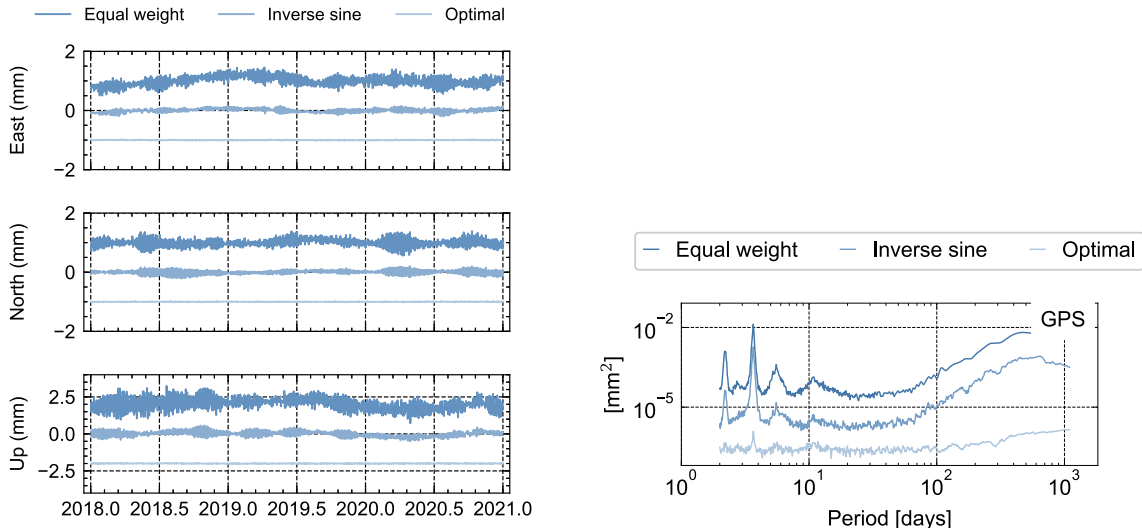 Equal weight Inverse sine Optimal
2
0
−2
East (mm)
2
0
−2
North (mm)
2.5
0.0
−2.5
Up (mm)
2018.0 2018.5 2019.0 2019.5 2020.0 2020.5 2021.0
Equal weight Inverse sine Optimal
GPS
10⁻²
10⁻⁵
[mm²]
10⁰ 10¹ 10² 10³
Period [days]